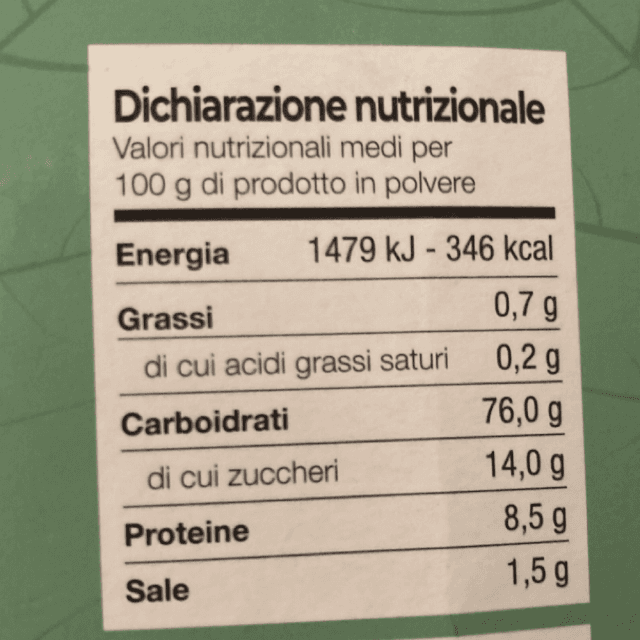 Dichiarazione nutrizionale
Valori nutrizionali medi per
100 g di prodotto in polvere
Energia 1479 kJ - 346 kcal
Grassi 0,7 g
di cui acidi grassi saturi 0,2 g
Carboidrati 76,0 g
di cui zuccheri 14,0 g
Proteine 8,5 g
Sale 1,5 g